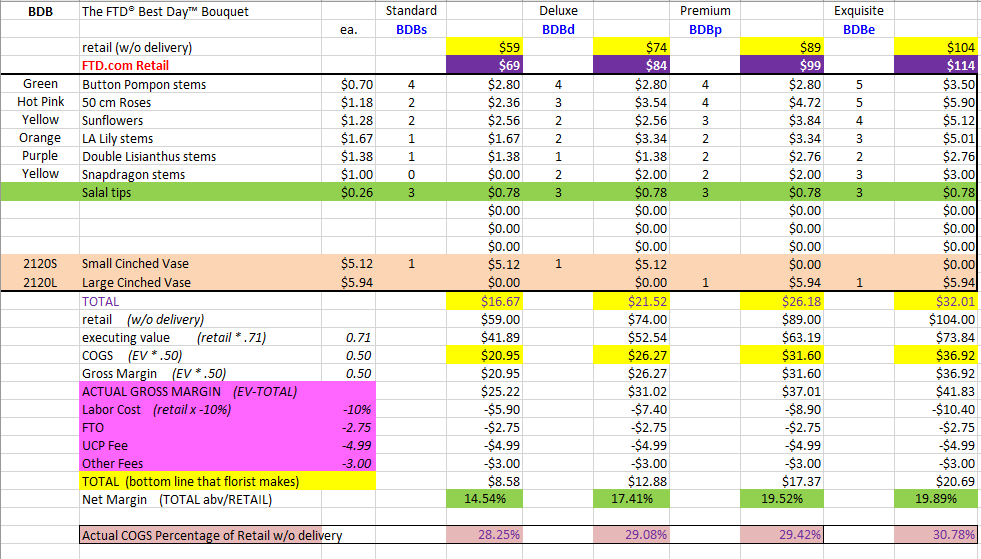 BDB The FTD® Best Day™ Bouquet Standard Deluxe Premium Exquisite
ea. BDBs BDBd BDBp BDBe
retail (w/o delivery) $59 $74 $89 $104
FTD.com Retail $69 $84 $99 $114
Green Button Pompon stems $0.70 4 $2.80 4 $2.80 4 $2.80 5 $3.50
Hot Pink 50 cm Roses $1.18 2 $2.36 3 $3.54 4 $4.72 5 $5.90
Yellow Sunflowers $1.28 2 $2.56 2 $2.56 3 $3.84 4 $5.12
Orange LA Lily stems $1.67 1 $1.67 2 $3.34 2 $3.34 3 $5.01
Purple Double Lisianthus stems $1.38 1 $1.38 1 $1.38 2 $2.76 2 $2.76
Yellow Snapdragon stems $1.00 0 $0.00 2 $2.00 2 $2.00 3 $3.00
Salal tips $0.26 3 $0.78 3 $0.78 3 $0.78 3 $0.78
$0.00 $0.00 $0.00 $0.00
$0.00 $0.00 $0.00 $0.00
$0.00 $0.00 $0.00 $0.00
2120S Small Cinched Vase $5.12 1 $5.12 1 $5.12 $0.00 $0.00
2120L Large Cinched Vase $5.94 $0.00 $0.00 1 $5.94 1 $5.94
TOTAL $16.67 $21.52 $26.18 $32.01
retail (w/o delivery) $59.00 $74.00 $89.00 $104.00
executing value (retail * .71) 0.71 $41.89 $52.54 $63.19 $73.84
COGS (EV * .50) 0.50 $20.95 $26.27 $31.60 $36.92
Gross Margin (EV * .50) 0.50 $20.95 $26.27 $31.60 $36.92
ACTUAL GROSS MARGIN (EV-TOTAL) $25.22 $31.02 $37.01 $41.83
Labor Cost (retail x -10%) -10% -$5.90 -$7.40 -$8.90 -$10.40
FTO -2.75 -$2.75 -$2.75 -$2.75 -$2.75
UCP Fee -4.99 -$4.99 -$4.99 -$4.99 -$4.99
Other Fees -3.00 -$3.00 -$3.00 -$3.00 -$3.00
TOTAL (bottom line that florist makes) $8.58 $12.88 $17.37 $20.69
Net Margin (TOTAL abv/RETAIL) 14.54% 17.41% 19.52% 19.89%
Actual COGS Percentage of Retail w/o delivery 28.25% 29.08% 29.42% 30.78%